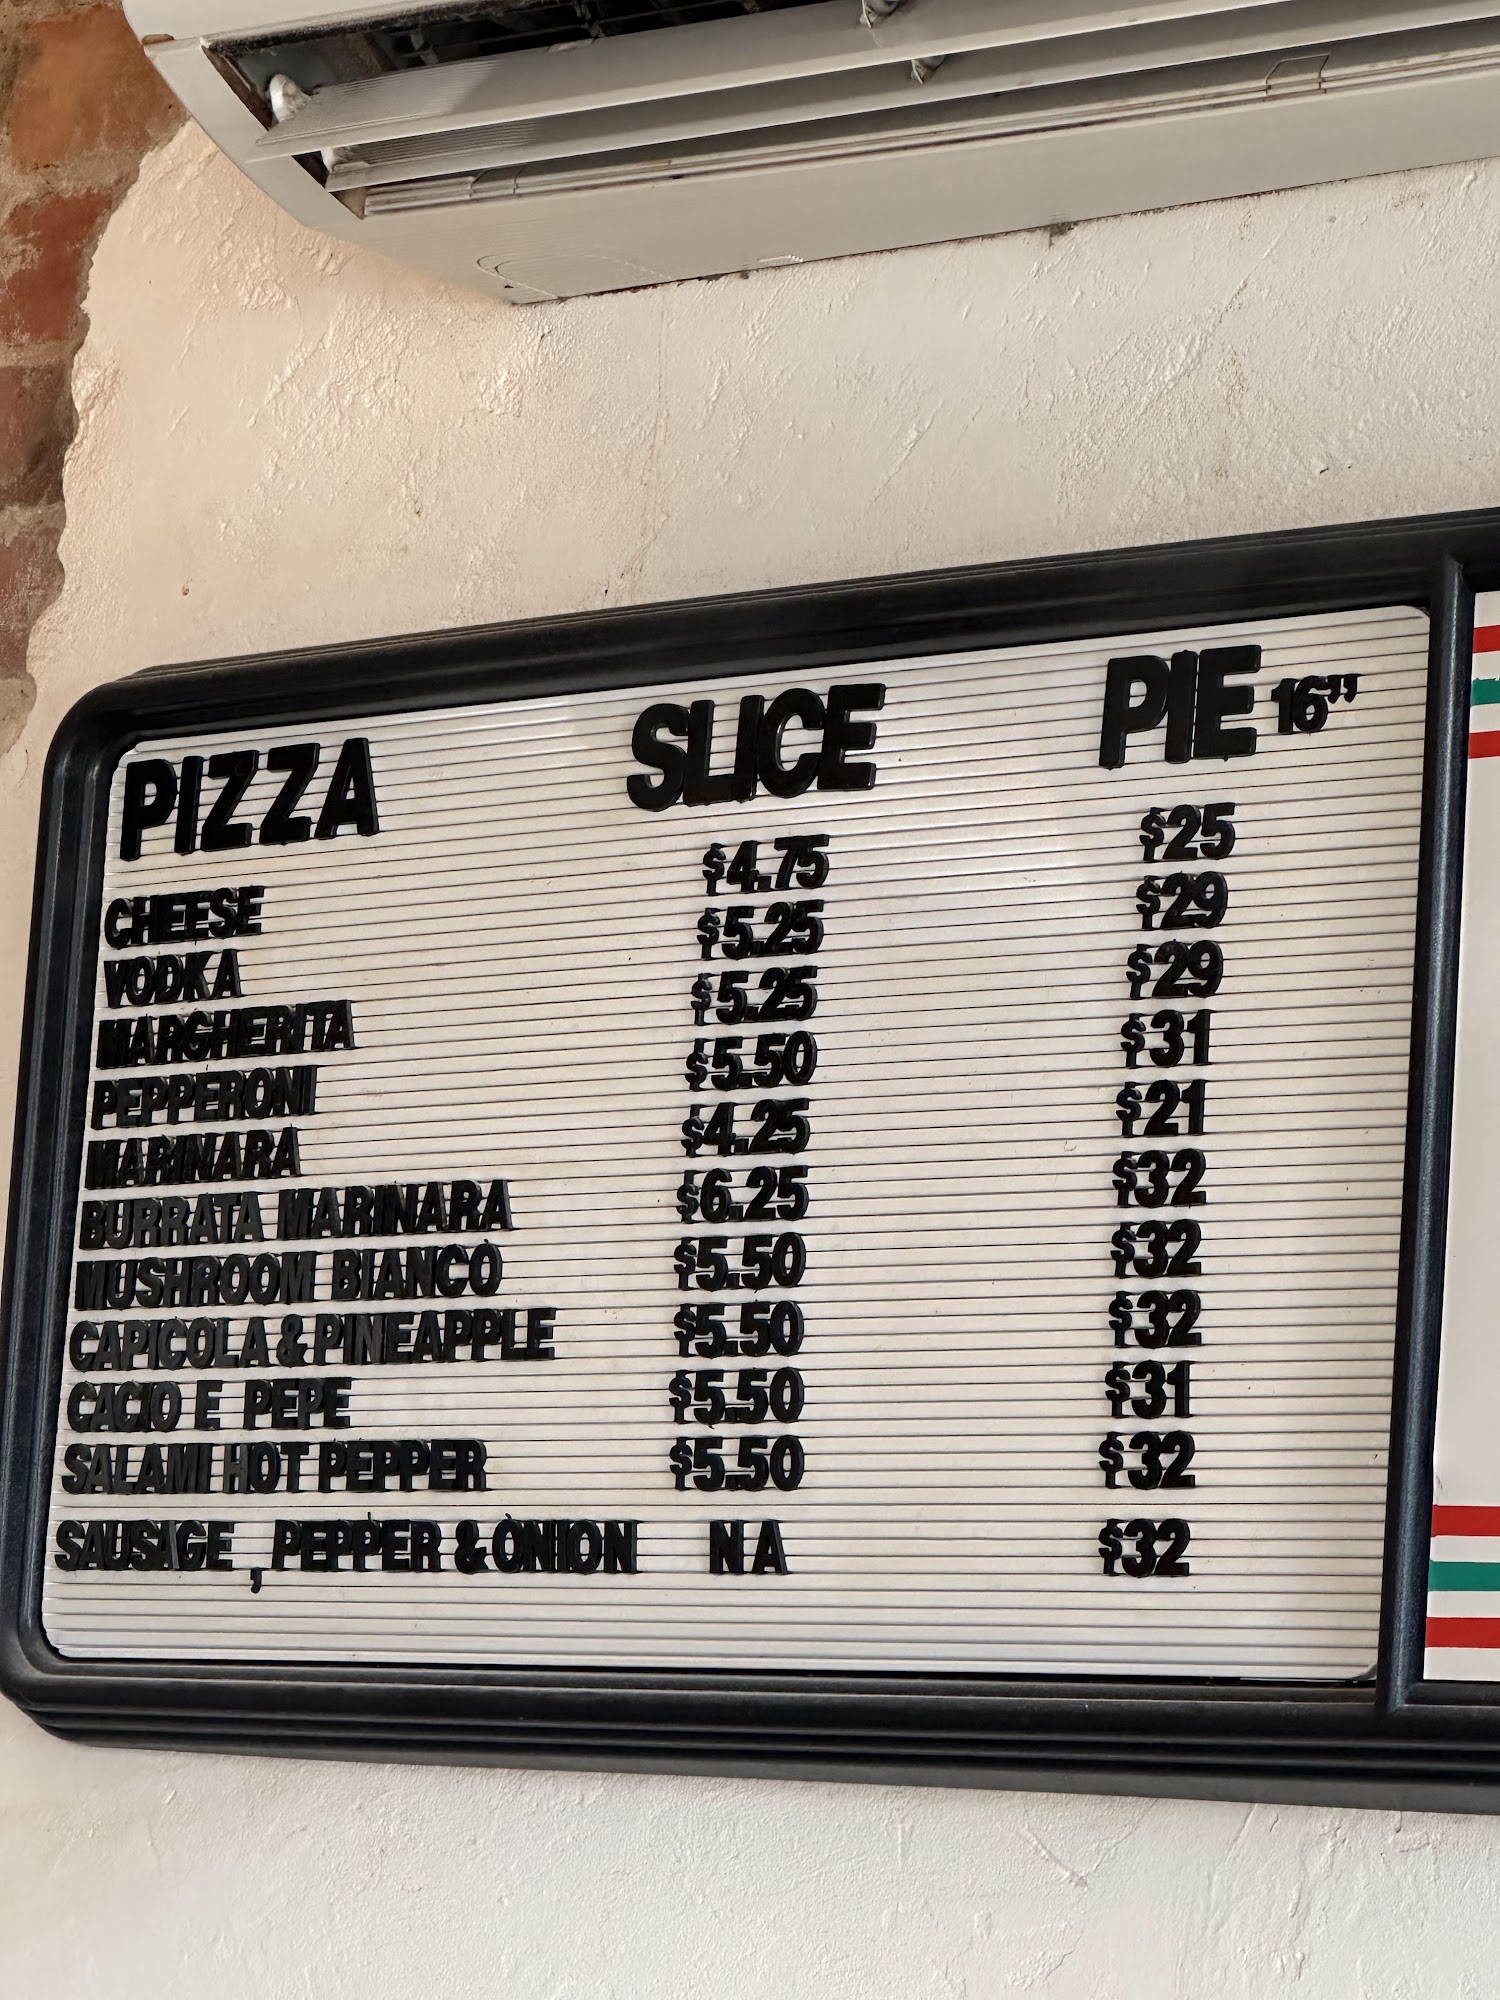 PIZZA SLICE PIE 16”
CHEESE $4.75 $25
VODKA $5.25 $29
MARGHERITA $5.25 $29
PEPPERONI $5.50 $31
MARINARA $4.25 $21
BURRATA MARINARA $6.25 $32
MUSHROOM BIANCO $5.50 $32
CAPICOLA & PINEAPPLE $5.50 $32
CACIO E PEPE $5.50 $31
SALAMI HOT PEPPER $5.50 $32
SAUSAGE, PEPPER & ONION NA $32